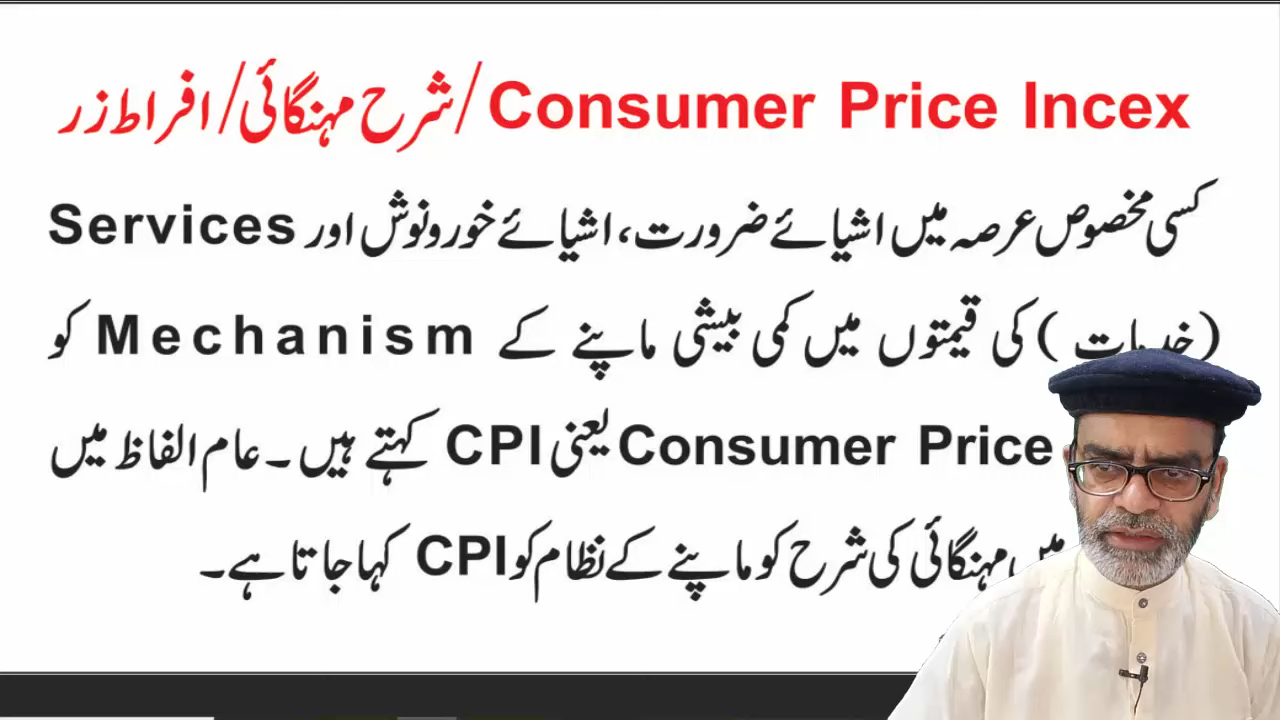 Consumer Price Incex/شرح مہنگائی/افراط زر
کسی مخصوص عرصہ میں اشیائے ضرورت، اشیائے خورونوش اور Services
(خدمات) کی قیمتوں میں کمی بیشی ماپنے کے Mechanism کو
Consumer Price یعنی CPI کہتے ہیں۔ عام الفاظ میں
میں مہنگائی کی شرح کو ماپنے کے نظام کو CPI کہا جاتا ہے۔